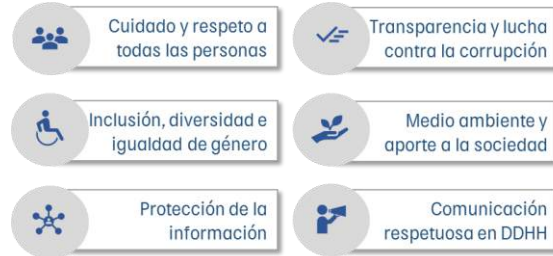 Cuidado y respeto a
todas las personas
Transparencia y lucha
contra la corrupción
Inclusión, diversidad e
igualdad de género
Medio ambiente y
aporte a la sociedad
Protección de la
información
Comunicación
respetuosa en DDHH